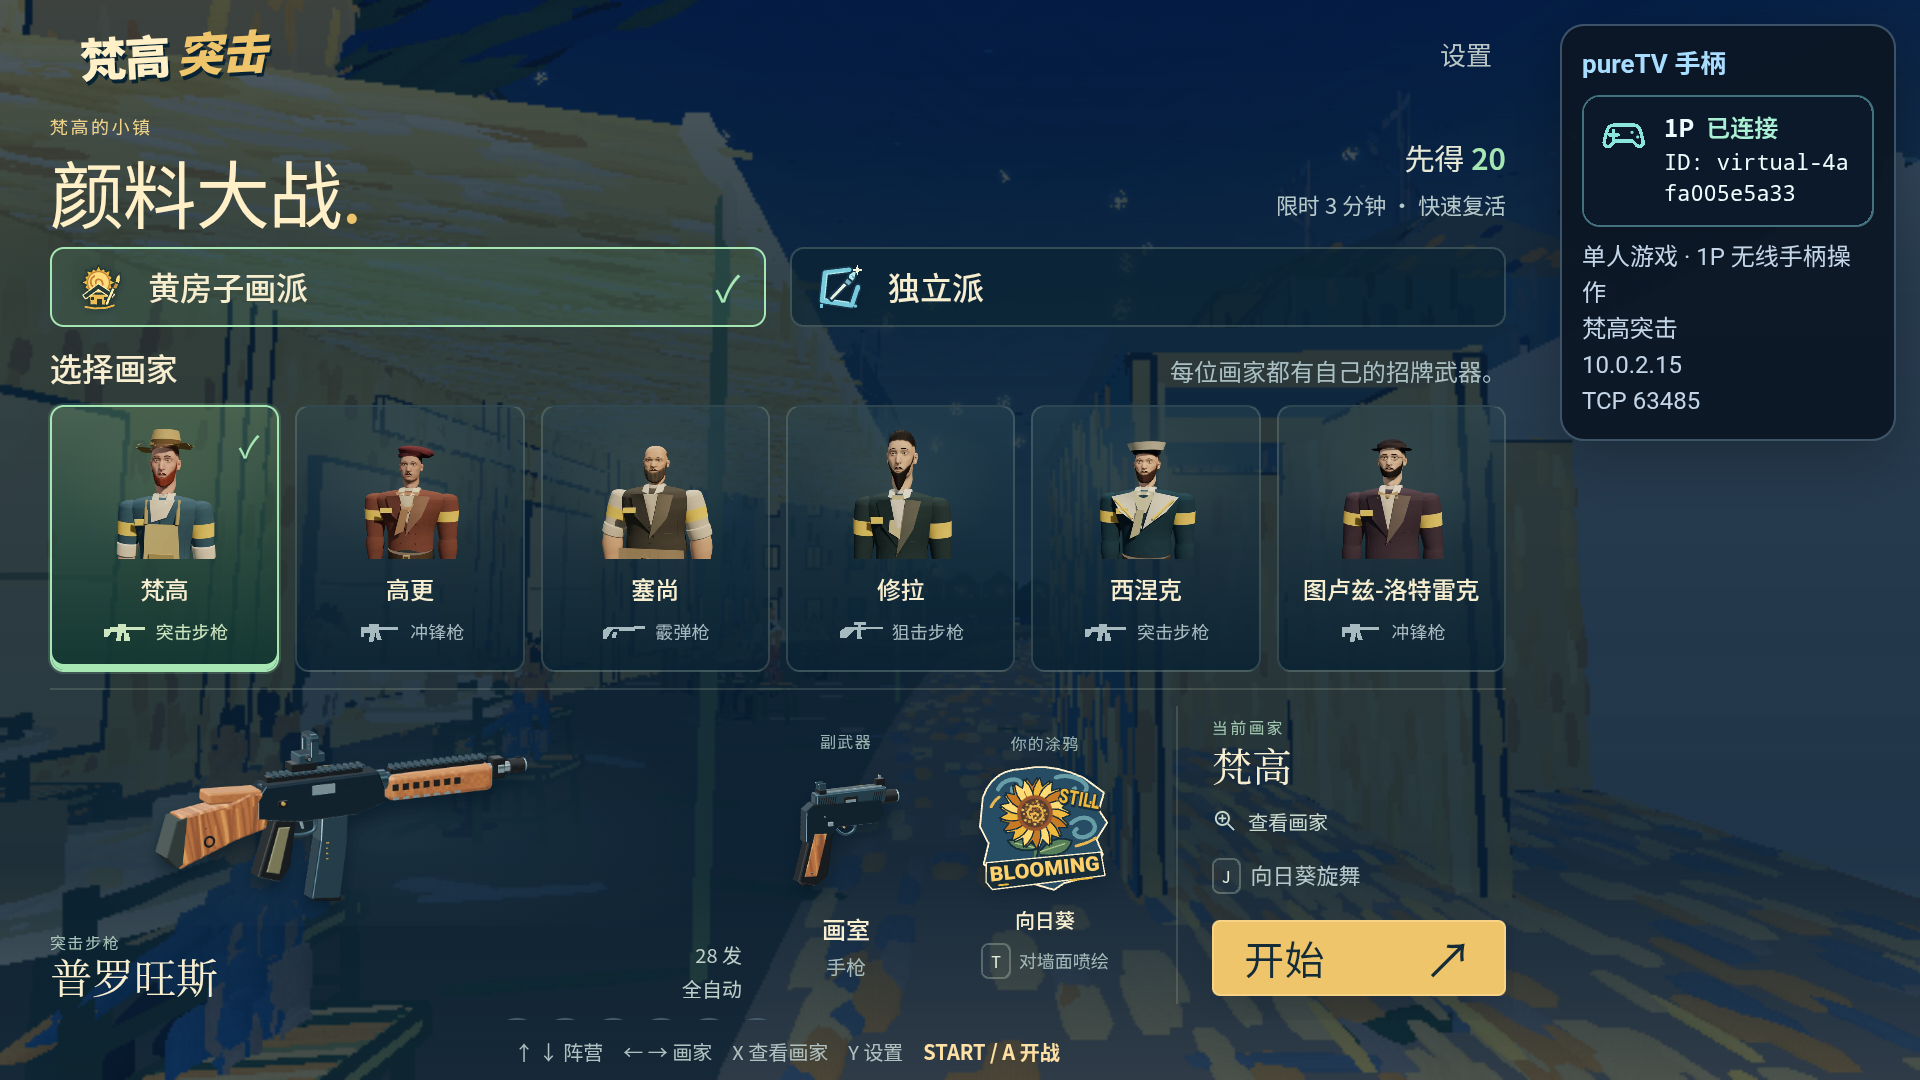 梵高 突击
设置
梵高的小镇
颜料大战.
先得 20
限时 3 分钟 · 快速复活
黄房子画派
独立派
选择画家
每位画家都有自己的招牌武器。
梵高
突击步枪
高更
冲锋枪
塞尚
霰弹枪
修拉
狙击步枪
西涅克
突击步枪
图卢兹-洛特雷克
冲锋枪
突击步枪
普罗旺斯
28 发
全自动
副武器
画室
手枪
你的涂鸦
STILL
BLOOMING
向日葵
T 对墙面喷绘
当前画家
梵高
查看画家
J 向日葵旋舞
开始
↑ ↓ 阵营 ←→ 画家 X 查看画家 Y 设置 START / A 开战
pureTV 手柄
1P 已连接
ID: virtual-4a
fa005e5a33
单人游戏 · 1P 无线手柄操
作
梵高突击
10.0.2.15
TCP 63485